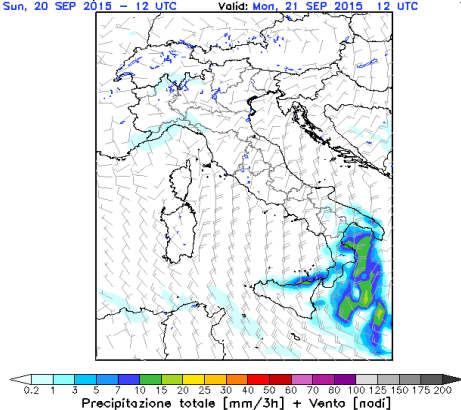 Sun, 20 SEP 2015 - 12 UTC Valid: Mon, 21 SEP 2015 12 UTC
0.2 1 3 5 7 10 15 20 25 30 40 50 60 70 80 100 125 150 175 200
Precipitazione totale [mm/3h] + Vento [nodi]